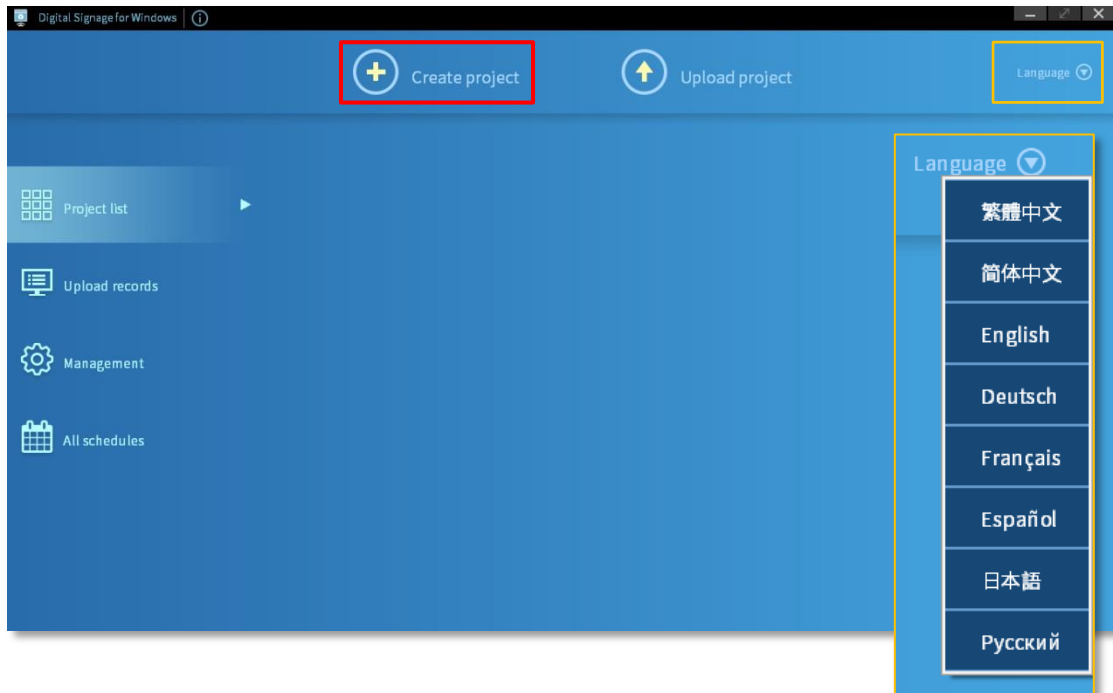 Digital Signage for Windows
Create project
Upload project
Language
Language
Project list
Upload records
Management
All schedules
繁體中文
简体中文
English
Deutsch
Français
Español
日本語
Русский